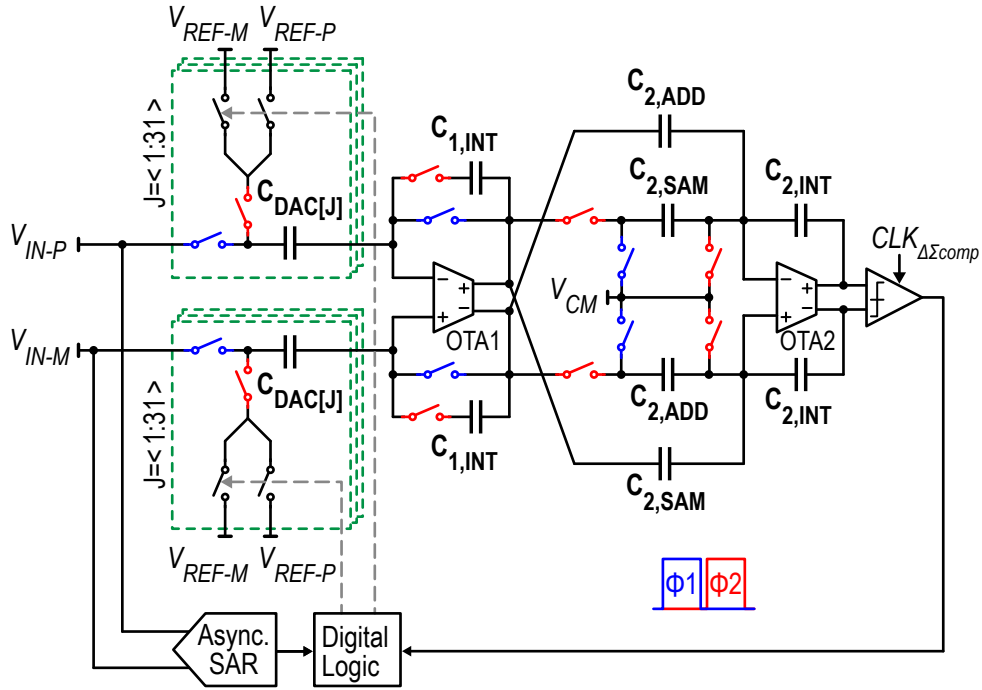 V_REF-M
V_REF-P
J=<1:31>
C_DAC[J]
C_1,INT
C_2,ADD
C_2,SAM
C_2,INT
V_IN-P
CLK_ΔΣcomp
V_CM
− +
+ −
OTA1
− +
+ −
OTA2
V_IN-M
J=<1:31>
C_DAC[J]
C_1,INT
C_2,ADD
C_2,INT
C_2,SAM
V_REF-M
V_REF-P
Φ1
Φ2
Async.
SAR
Digital
Logic